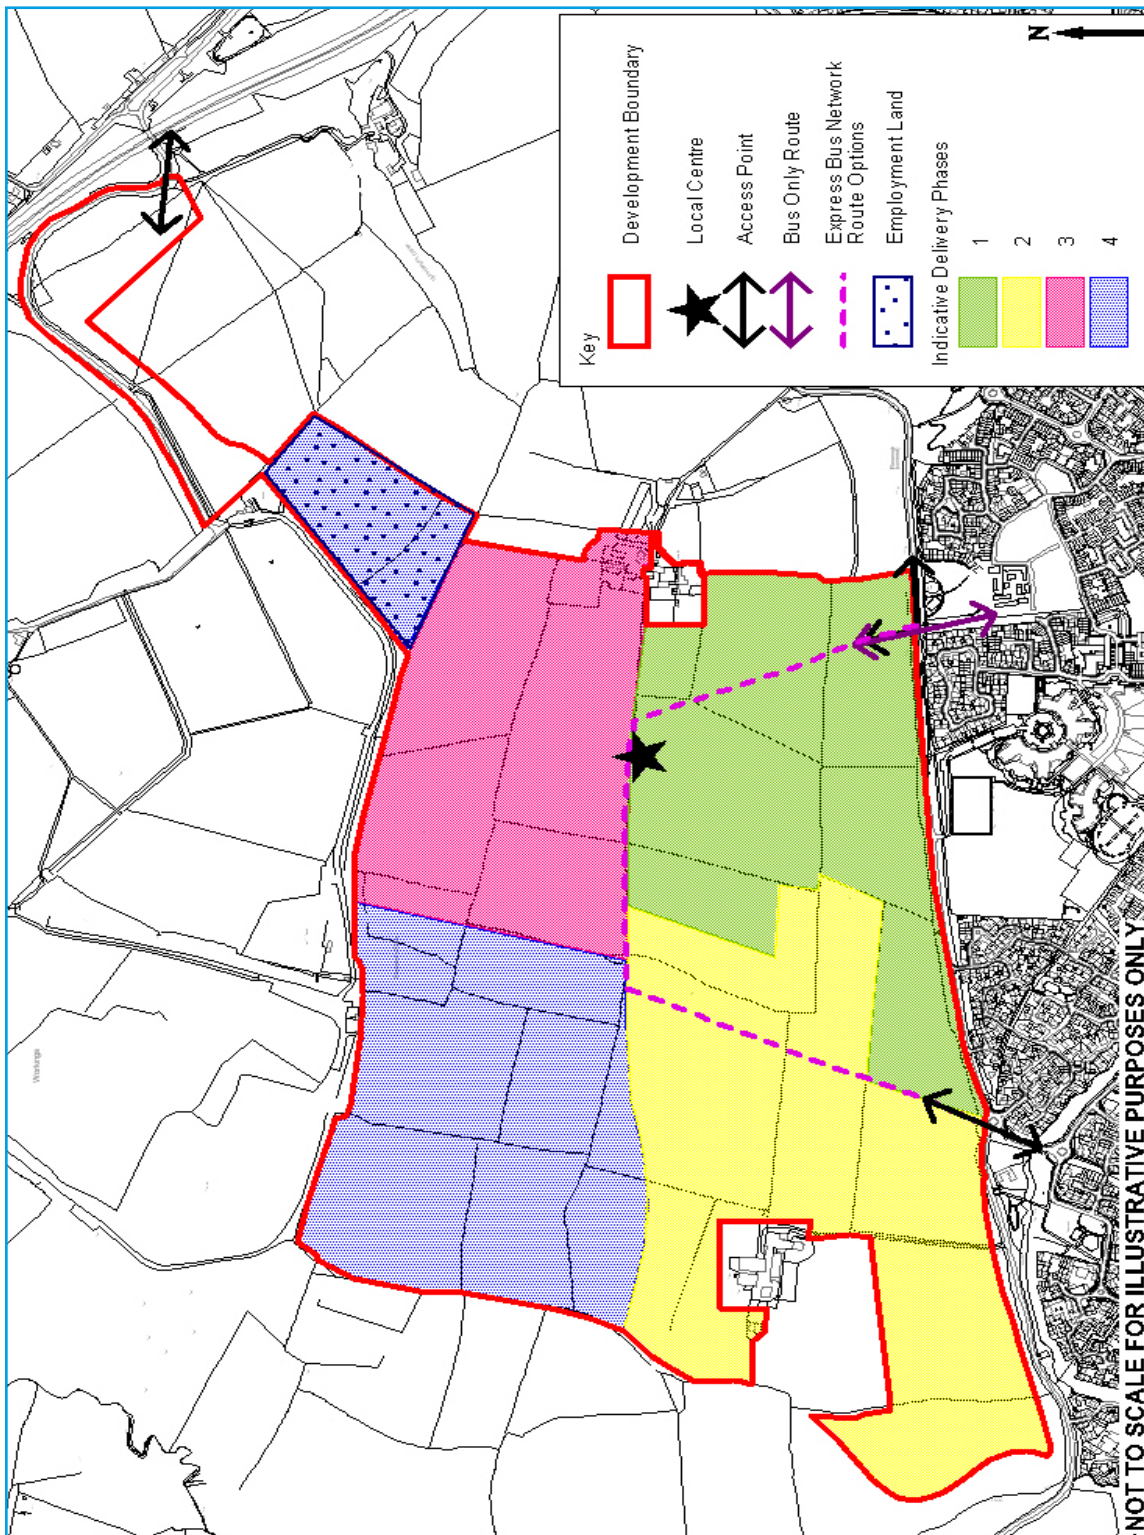 Key
Development Boundary
Local Centre
Access Point
Bus Only Route
Express Bus Network
Route Options
Employment Land
Indicative Delivery Phases
1
2
3
4
N
NOT TO SCALE FOR ILLUSTRATIVE PURPOSES ONLY